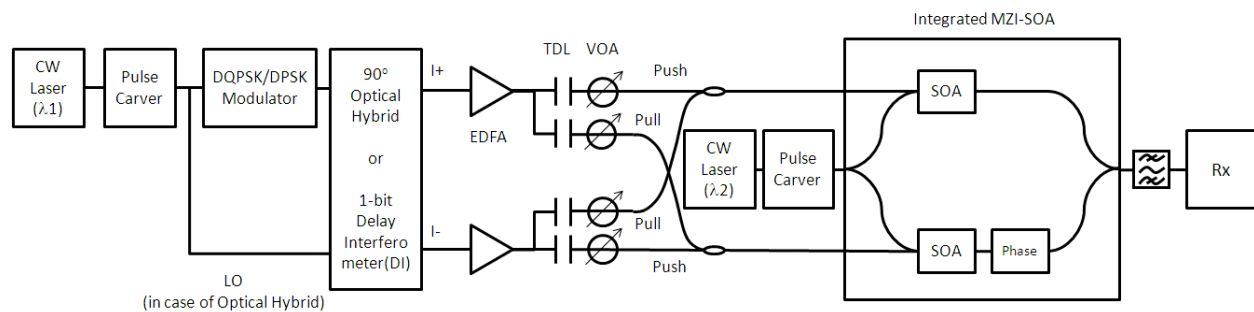 Integrated MZI-SOA
CW
Laser
(λ1)
Pulse
Carver
DQPSK/DPSK
Modulator
90°
Optical
Hybrid
or
1-bit
Delay
Interfero
meter(DI)
LO
(in case of Optical Hybrid)
I+
I-
EDFA
TDL
VOA
Push
Pull
Pull
Push
CW
Laser
(λ2)
Pulse
Carver
SOA
SOA
Phase
Rx